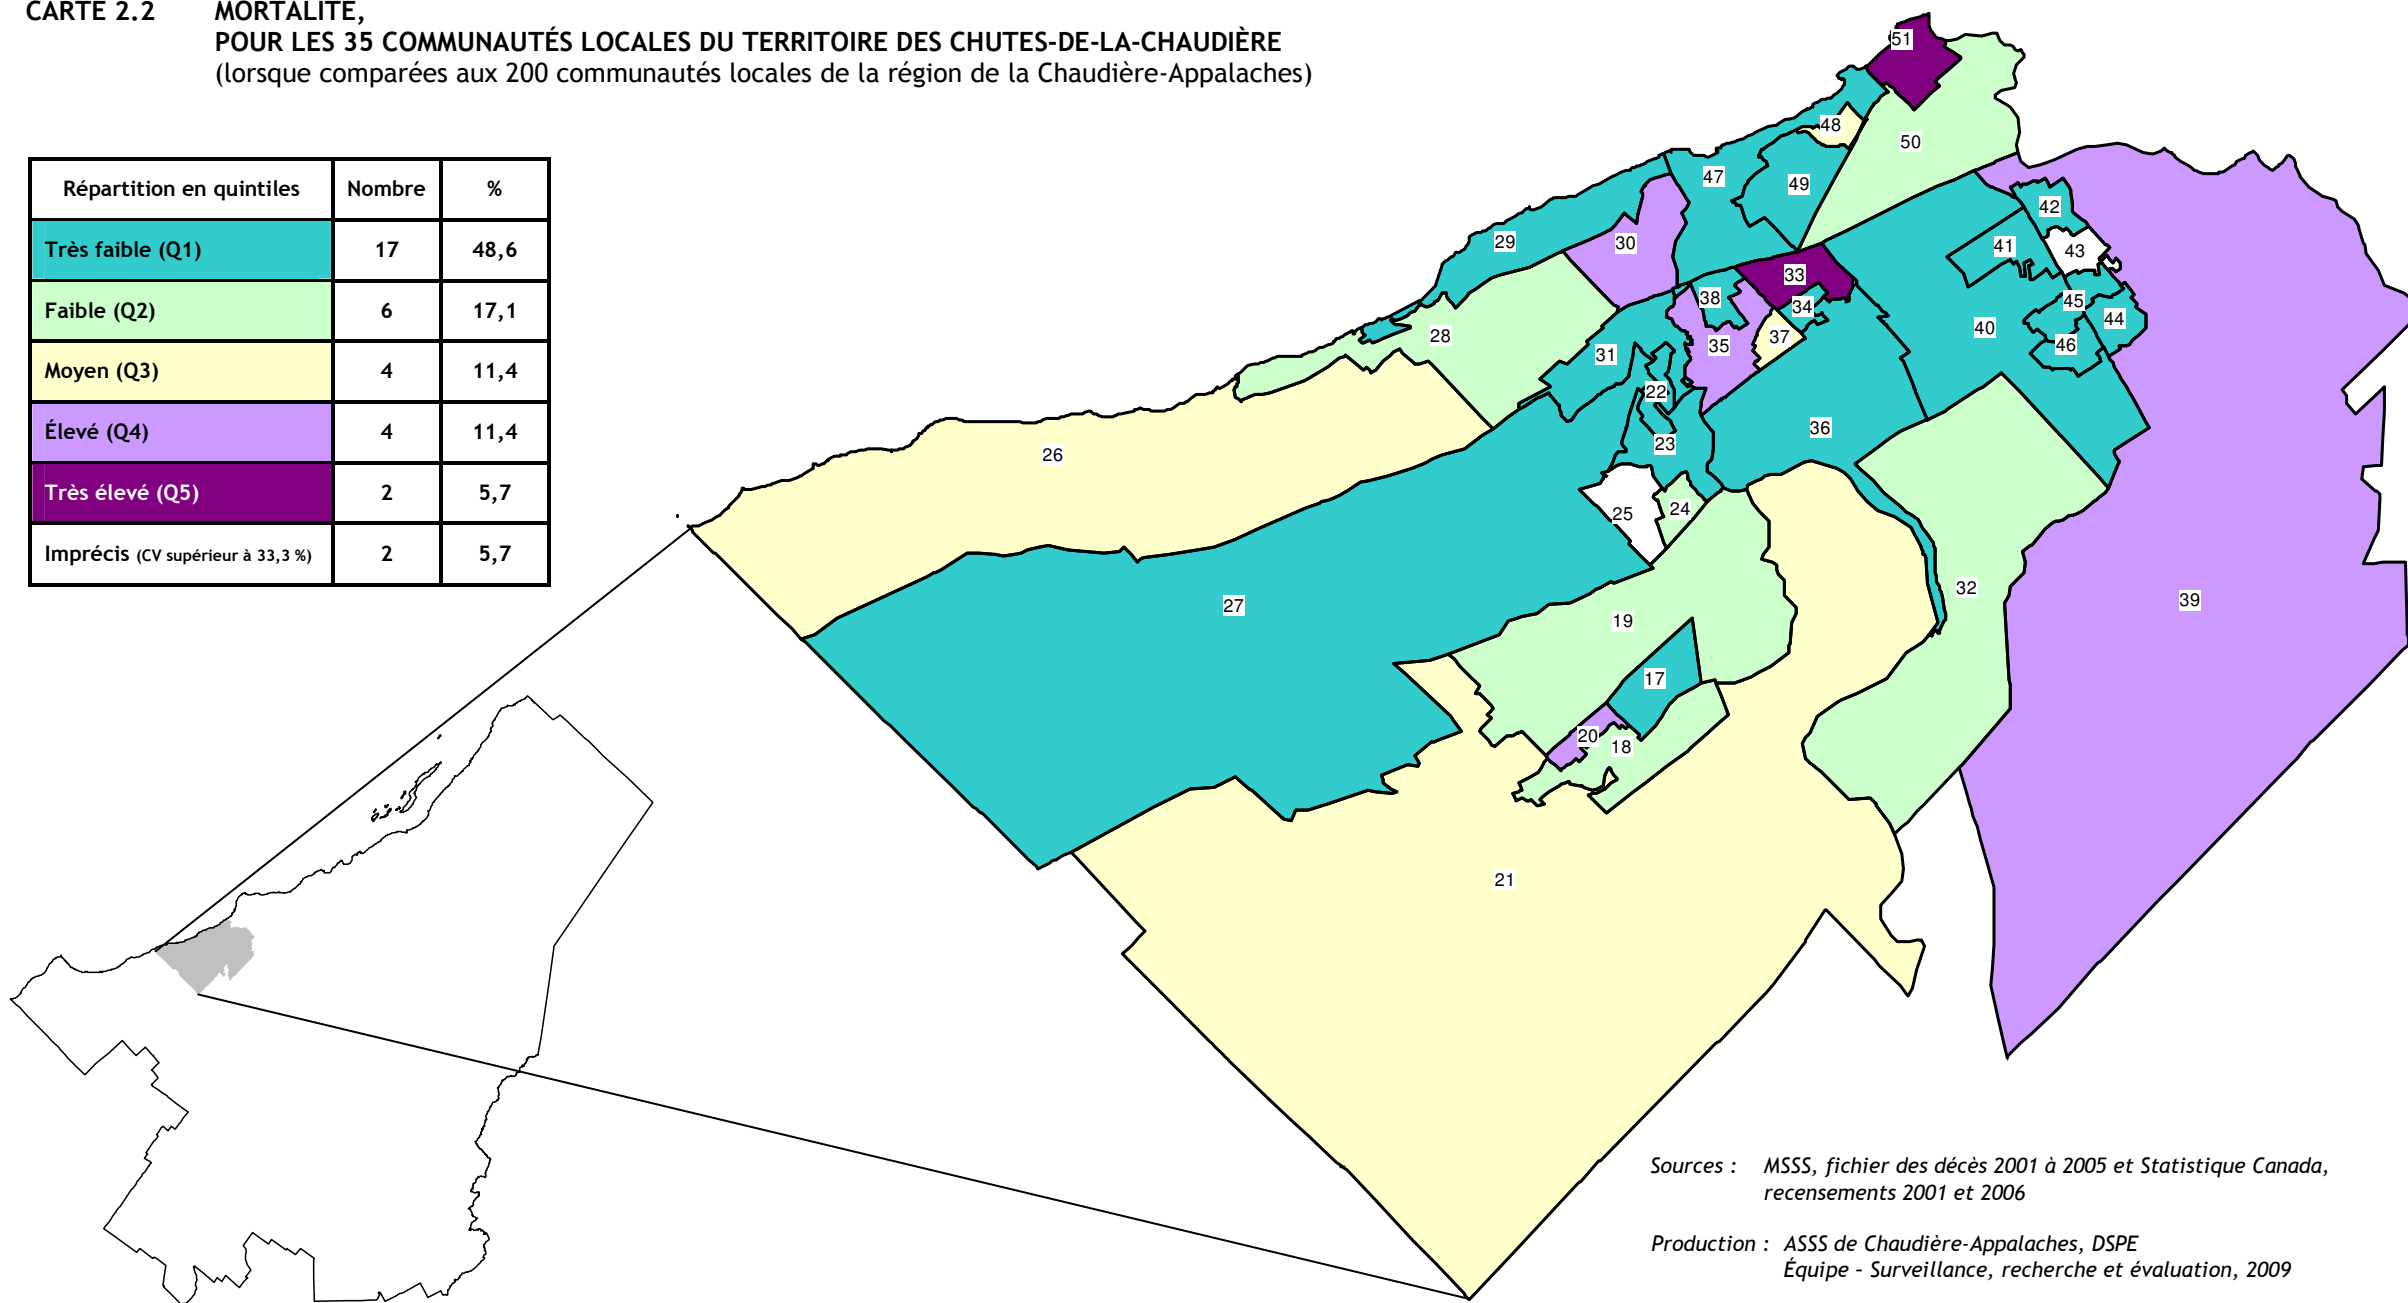 CARTE 2.2 MORTALITÉ,
POUR LES 35 COMMUNAUTÉS LOCALES DU TERRITOIRE DES CHUTES-DE-LA-CHAUDIÈRE
(lorsque comparées aux 200 communautés locales de la région de la Chaudière-Appalaches)
Répartition en quintiles Nombre %
Très faible (Q1) 17 48,6
Faible (Q2) 6 17,1
Moyen (Q3) 4 11,4
Élevé (Q4) 4 11,4
Très élevé (Q5) 2 5,7
Imprécis (CV supérieur à 33,3 %) 2 5,7
51
48
50
47
49
42
29
30
41
43
33
38
34
45
44
28
37
40
35
46
31
22
36
23
26
24
25
32
39
27
19
17
20
18
21
Sources : MSSS, fichier des décès 2001 à 2005 et Statistique Canada,
recensements 2001 et 2006
Production : ASSS de Chaudière-Appalaches, DSPE
Équipe - Surveillance, recherche et évaluation, 2009